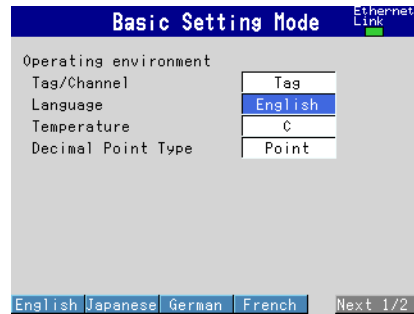 Basic Setting Mode
Ethernet
Link
Operating environment
Tag/Channel Tag
Language English
Temperature C
Decimal Point Type Point
English Japanese German French Next 1/2